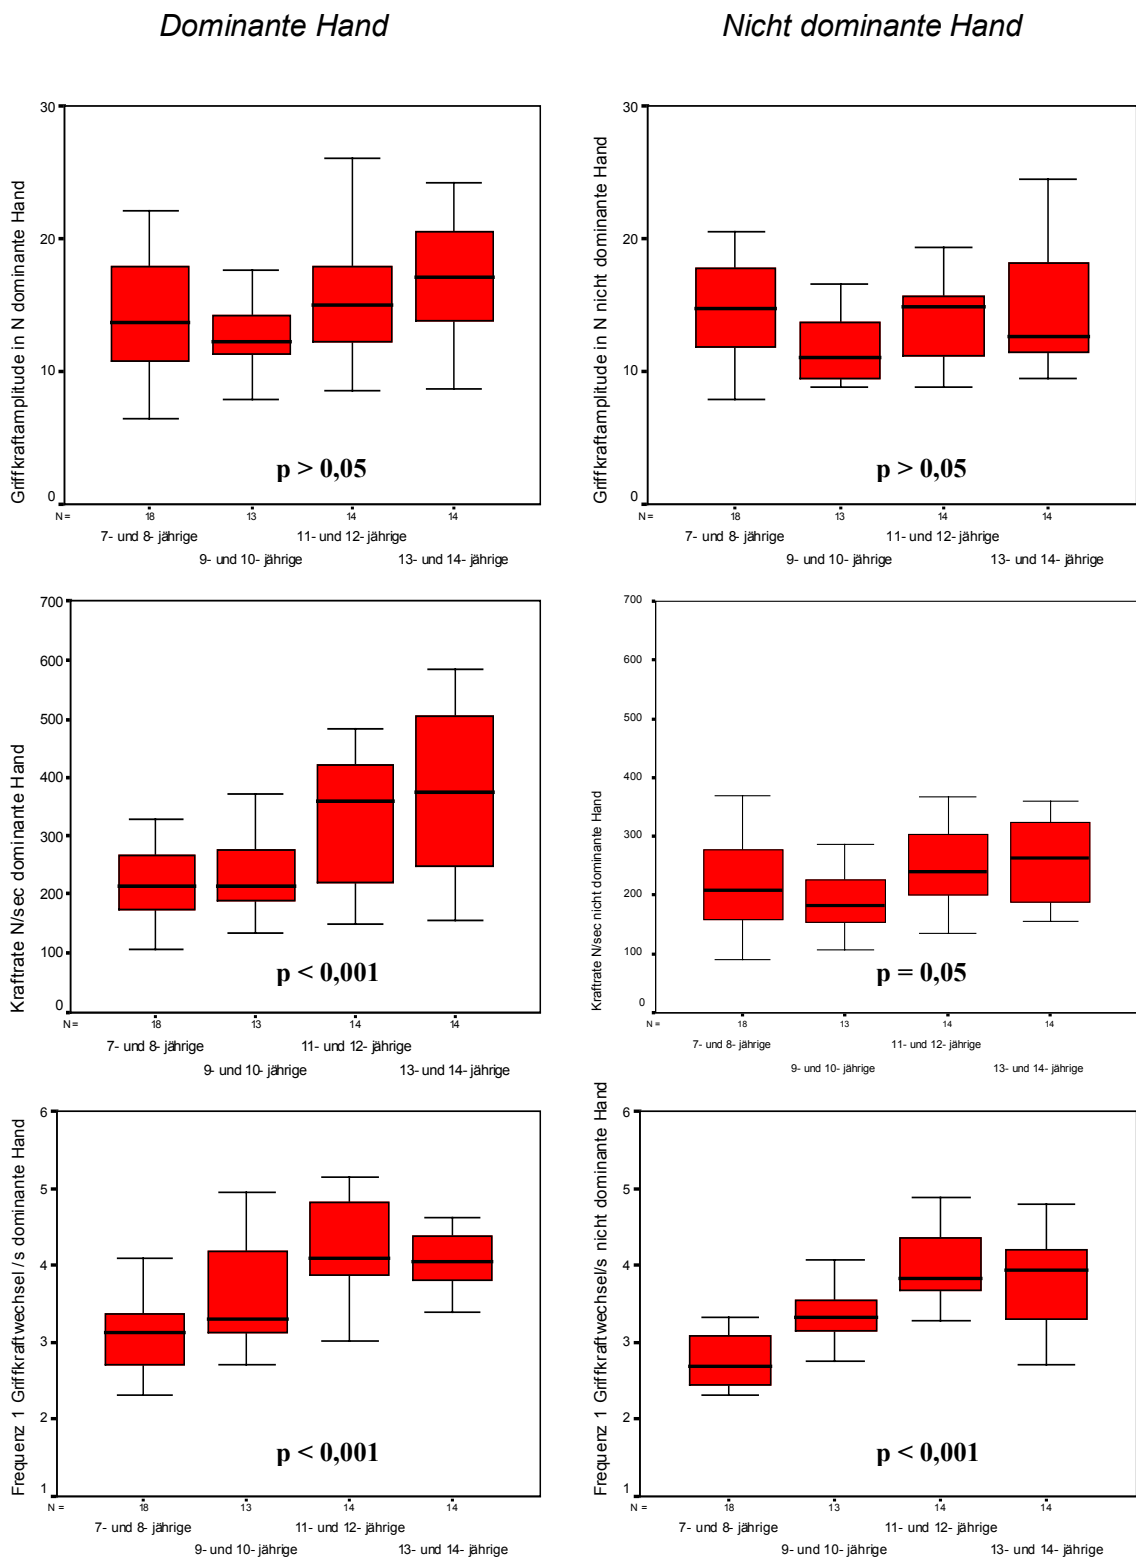 Dominante Hand
Nicht dominante Hand
Griffkraftamplitude in N dominante Hand
30
20
10
0
p > 0,05
N = 18 13 14 14
7- und 8- jährige 11- und 12- jährige
9- und 10- jährige 13- und 14- jährige
Griffkraftamplitude in N nicht dominante Hand
30
20
10
0
p > 0,05
N = 18 13 14 14
7- und 8- jährige 11- und 12- jährige
9- und 10- jährige 13- und 14- jährige
Kraftrate N/sec dominante Hand
700
600
500
400
300
200
100
0
p < 0,001
N = 18 13 14 14
7- und 8- jährige 11- und 12- jährige
9- und 10- jährige 13- und 14- jährige
Kraftrate N/sec nicht dominante Hand
700
600
500
400
300
200
100
0
p = 0,05
N = 18 13 14 14
7- und 8- jährige 11- und 12- jährige
9- und 10- jährige 13- und 14- jährige
Frequenz 1 Griffkraftwechsel /s dominante Hand
6
5
4
3
2
1
p < 0,001
N = 18 13 14 14
7- und 8- jährige 11- und 12- jährige
9- und 10- jährige 13- und 14- jährige
Frequenz 1 Griffkraftwechsel/s nicht dominante Hand
6
5
4
3
2
1
p < 0,001
N = 18 13 14 14
7- und 8- jährige 11- und 12- jährige
9- und 10- jährige 13- und 14- jährige